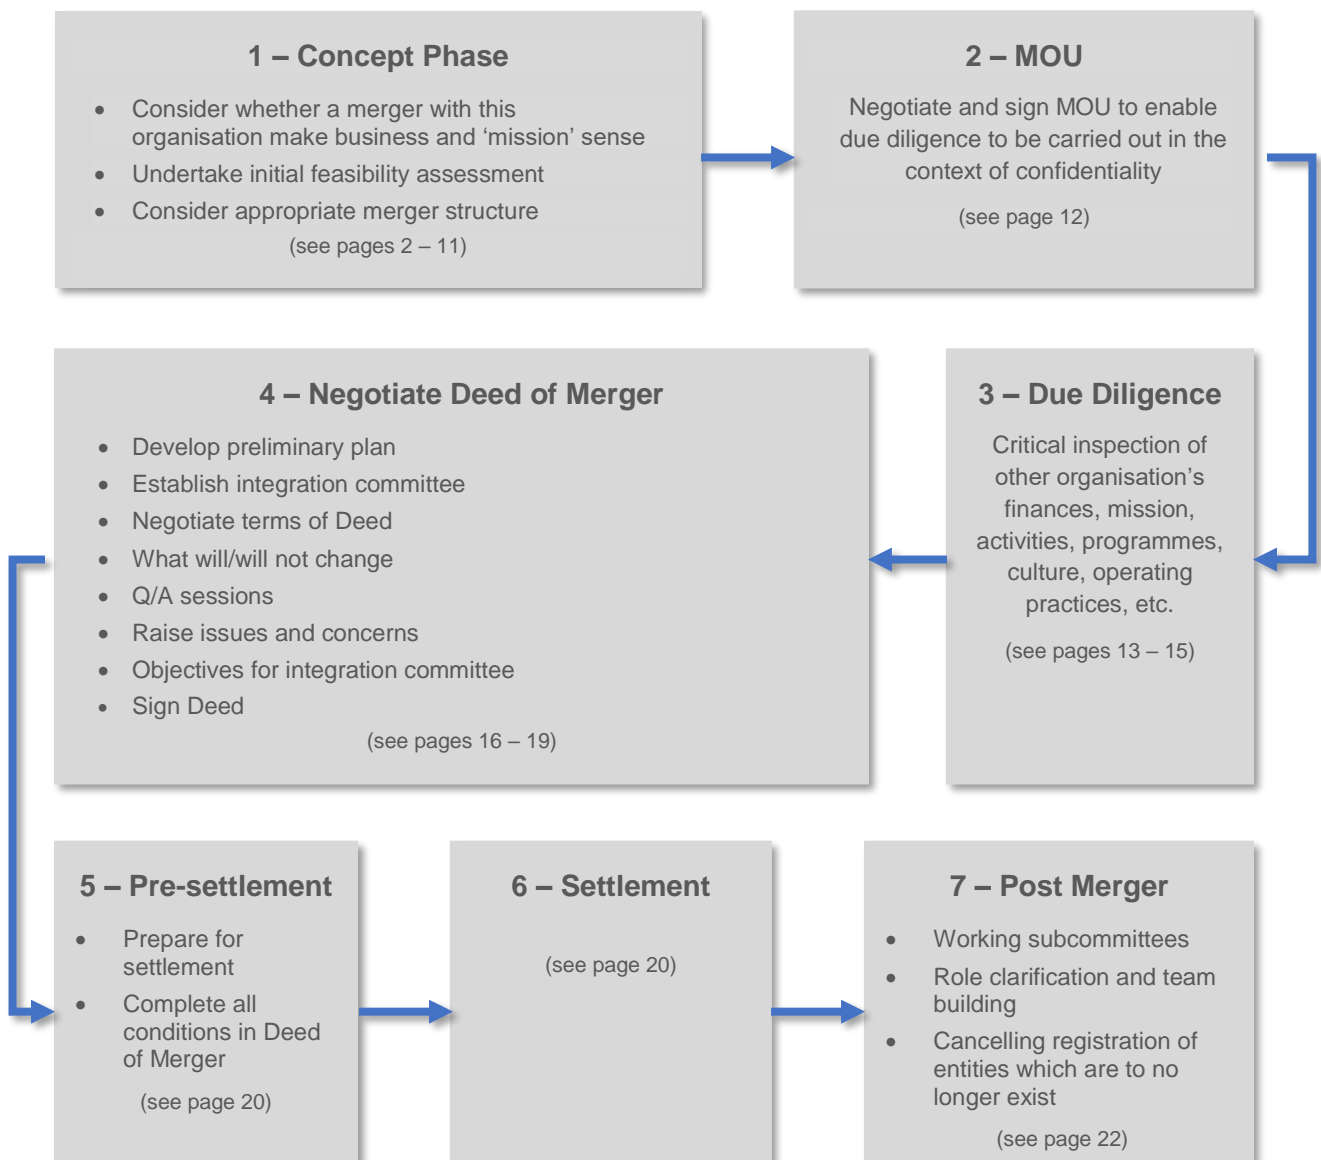 1 – Concept Phase
• Consider whether a merger with this
organisation make business and ‘mission’ sense
• Undertake initial feasibility assessment
• Consider appropriate merger structure
(see pages 2 – 11)
2 – MOU
Negotiate and sign MOU to enable
due diligence to be carried out in the
context of confidentiality
(see page 12)
3 – Due Diligence
Critical inspection of
other organisation’s
finances, mission,
activities, programmes,
culture, operating
practices, etc.
(see pages 13 – 15)
4 – Negotiate Deed of Merger
• Develop preliminary plan
• Establish integration committee
• Negotiate terms of Deed
• What will/will not change
• Q/A sessions
• Raise issues and concerns
• Objectives for integration committee
• Sign Deed
(see pages 16 – 19)
5 – Pre-settlement
• Prepare for
settlement
• Complete all
conditions in Deed
of Merger
(see page 20)
6 – Settlement
(see page 20)
7 – Post Merger
• Working subcommittees
• Role clarification and team
building
• Cancelling registration of
entities which are to no
longer exist
(see page 22)